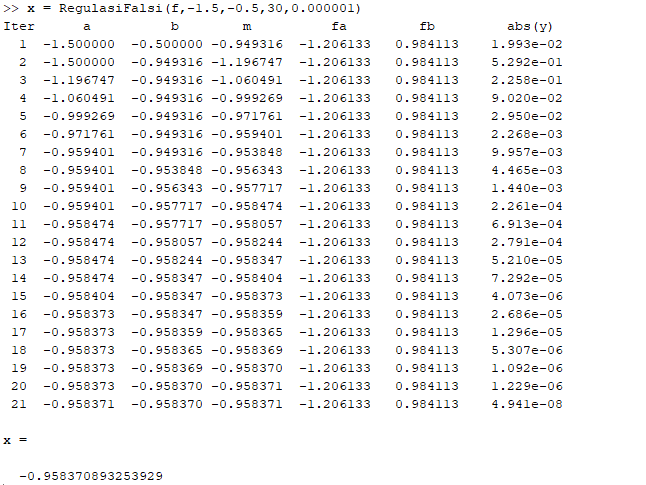 >> x = RegulasiFalsi(f,-1.5,-0.5,30,0.000001)
Iter a b m fa fb abs(y)
1 -1.500000 -0.500000 -0.949316 -1.206133 0.984113 1.993e-02
2 -1.500000 -0.949316 -1.196747 -1.206133 0.984113 5.292e-01
3 -1.196747 -0.949316 -1.060491 -1.206133 0.984113 2.258e-01
4 -1.060491 -0.949316 -0.999269 -1.206133 0.984113 9.020e-02
5 -0.999269 -0.949316 -0.971761 -1.206133 0.984113 2.950e-02
6 -0.971761 -0.949316 -0.959401 -1.206133 0.984113 2.268e-03
7 -0.959401 -0.949316 -0.953848 -1.206133 0.984113 9.957e-03
8 -0.959401 -0.953848 -0.956343 -1.206133 0.984113 4.465e-03
9 -0.959401 -0.956343 -0.957717 -1.206133 0.984113 1.440e-03
10 -0.959401 -0.957717 -0.958474 -1.206133 0.984113 2.261e-04
11 -0.958474 -0.957717 -0.958057 -1.206133 0.984113 6.913e-04
12 -0.958474 -0.958057 -0.958244 -1.206133 0.984113 2.791e-04
13 -0.958474 -0.958244 -0.958347 -1.206133 0.984113 5.210e-05
14 -0.958474 -0.958347 -0.958404 -1.206133 0.984113 7.292e-05
15 -0.958404 -0.958347 -0.958373 -1.206133 0.984113 4.073e-06
16 -0.958373 -0.958347 -0.958359 -1.206133 0.984113 2.686e-05
17 -0.958373 -0.958359 -0.958365 -1.206133 0.984113 1.296e-05
18 -0.958373 -0.958365 -0.958369 -1.206133 0.984113 5.307e-06
19 -0.958373 -0.958369 -0.958370 -1.206133 0.984113 1.092e-06
20 -0.958373 -0.958370 -0.958371 -1.206133 0.984113 1.229e-06
21 -0.958371 -0.958370 -0.958371 -1.206133 0.984113 4.941e-08
x =
-0.958370893253929